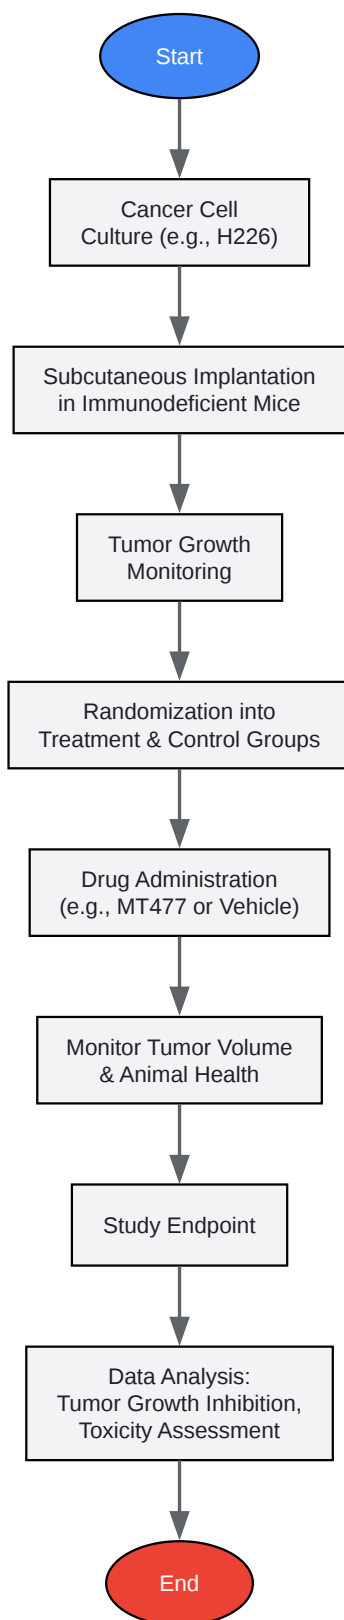 Start
Cancer Cell
Culture (e.g., H226)
Subcutaneous Implantation
in Immunodeficient Mice
Tumor Growth
Monitoring
Randomization into
Treatment & Control Groups
Drug Administration
(e.g., MT477 or Vehicle)
Monitor Tumor Volume
& Animal Health
Study Endpoint
Data Analysis:
Tumor Growth Inhibition,
Toxicity Assessment
End